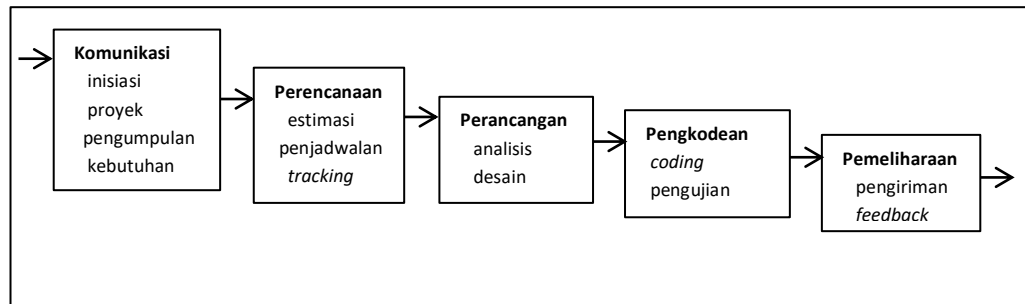 Komunikasi
inisiasi
proyek
pengumpulan
kebutuhan
Perencanaan
estimasi
penjadwalan
tracking
Perancangan
analisis
desain
Pengkodean
coding
pengujian
Pemeliharaan
pengiriman
feedback